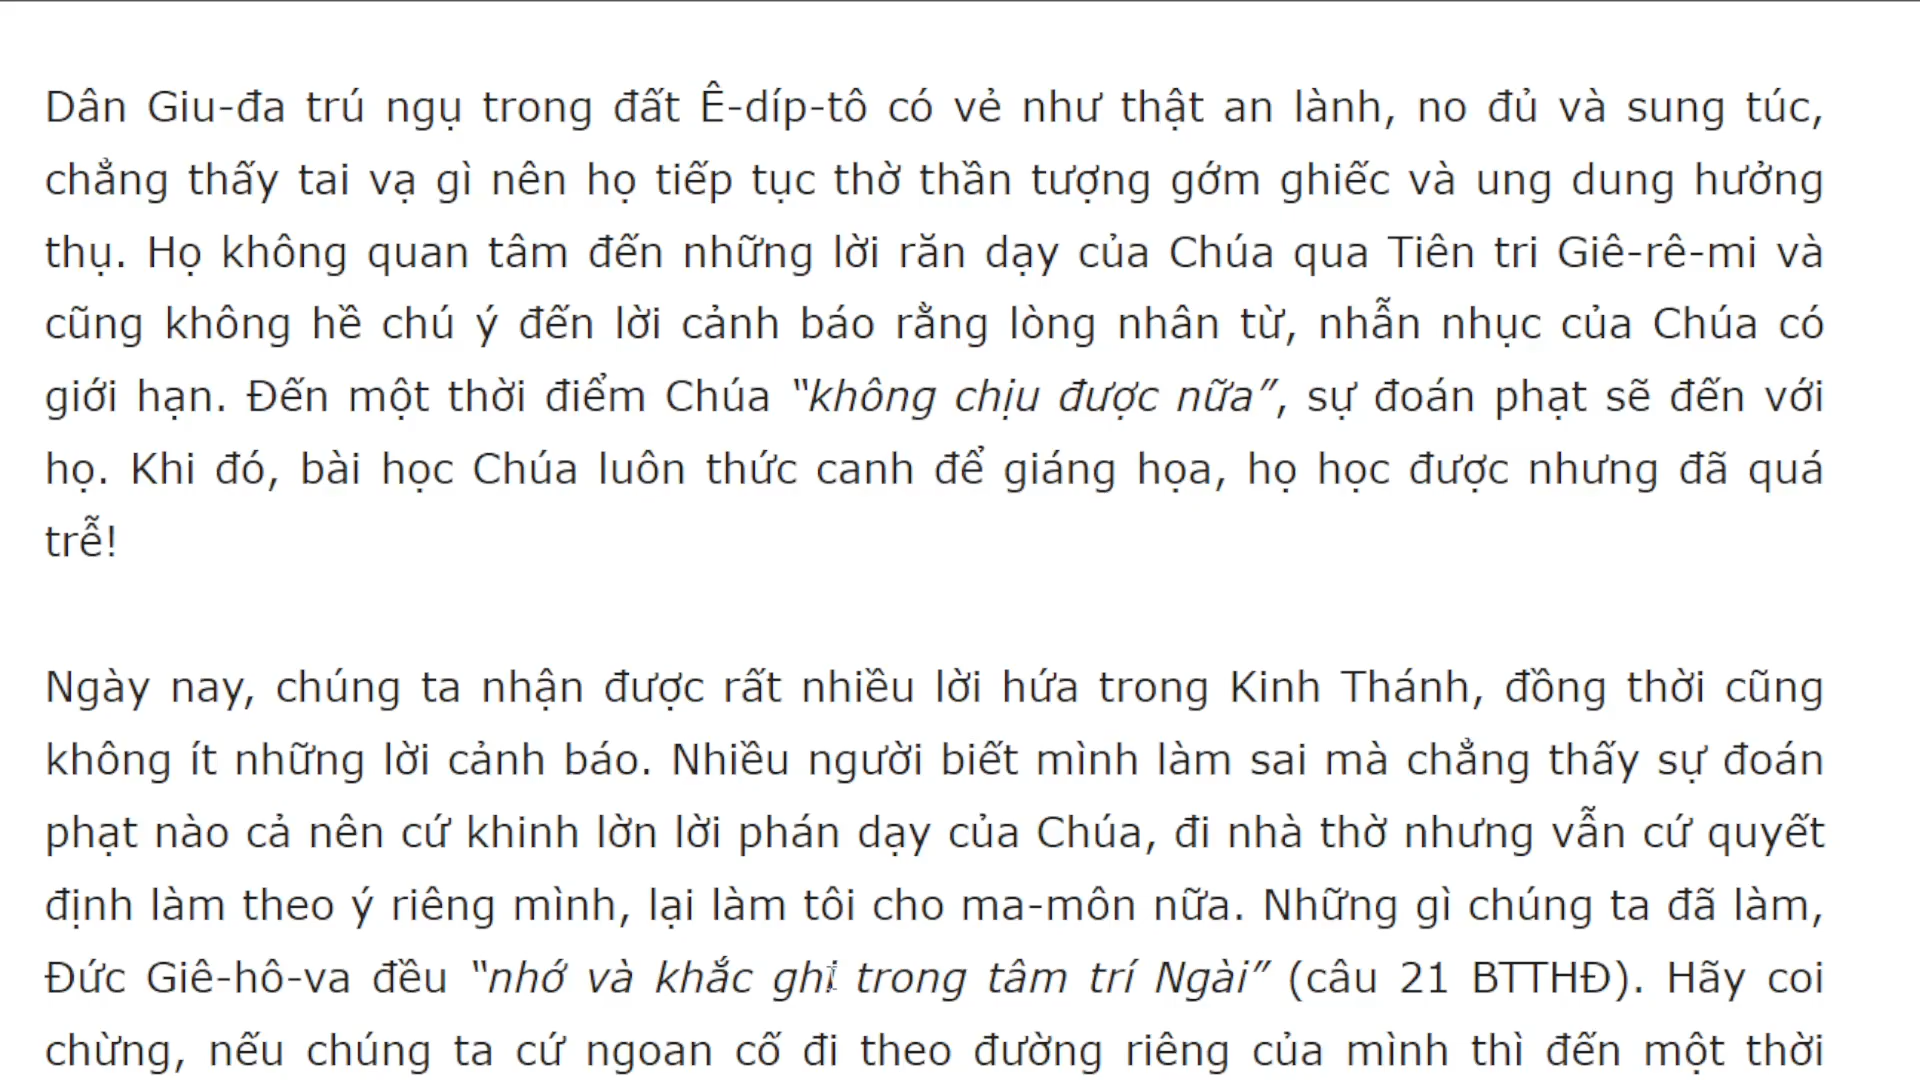 Dân Giu-đa trú ngụ trong đất Ê-díp-tô có vẻ như thật an lành, no đủ và sung túc,
chẳng thấy tai vạ gì nên họ tiếp tục thờ thần tượng gớm ghiếc và ung dung hưởng
thụ. Họ không quan tâm đến những lời răn dạy của Chúa qua Tiên tri Giê-rê-mi và
cũng không hề chú ý đến lời cảnh báo rằng lòng nhân từ, nhẫn nhục của Chúa có
giới hạn. Đến một thời điểm Chúa “không chịu được nữa”, sự đoán phạt sẽ đến với
họ. Khi đó, bài học Chúa luôn thức canh để giáng họa, họ học được nhưng đã quá
trễ!
Ngày nay, chúng ta nhận được rất nhiều lời hứa trong Kinh Thánh, đồng thời cũng
không ít những lời cảnh báo. Nhiều người biết mình làm sai mà chẳng thấy sự đoán
phạt nào cả nên cứ khinh lờn lời phán dạy của Chúa, đi nhà thờ nhưng vẫn cứ quyết
định làm theo ý riêng mình, lại làm tôi cho ma-môn nữa. Những gì chúng ta đã làm,
Đức Giê-hô-va đều “nhớ và khắc ghi trong tâm trí Ngài” (câu 21 BTTHĐ). Hãy coi
chừng, nếu chúng ta cứ ngoan cố đi theo đường riêng của mình thì đến một thời